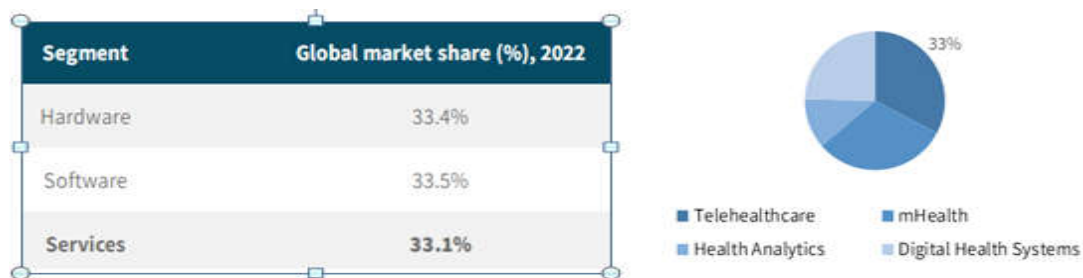 Segment Global market share (%), 2022
Hardware 33.4%
Software 33.5%
Services 33.1%
33%
Telehealthcare mHealth
Health Analytics Digital Health Systems